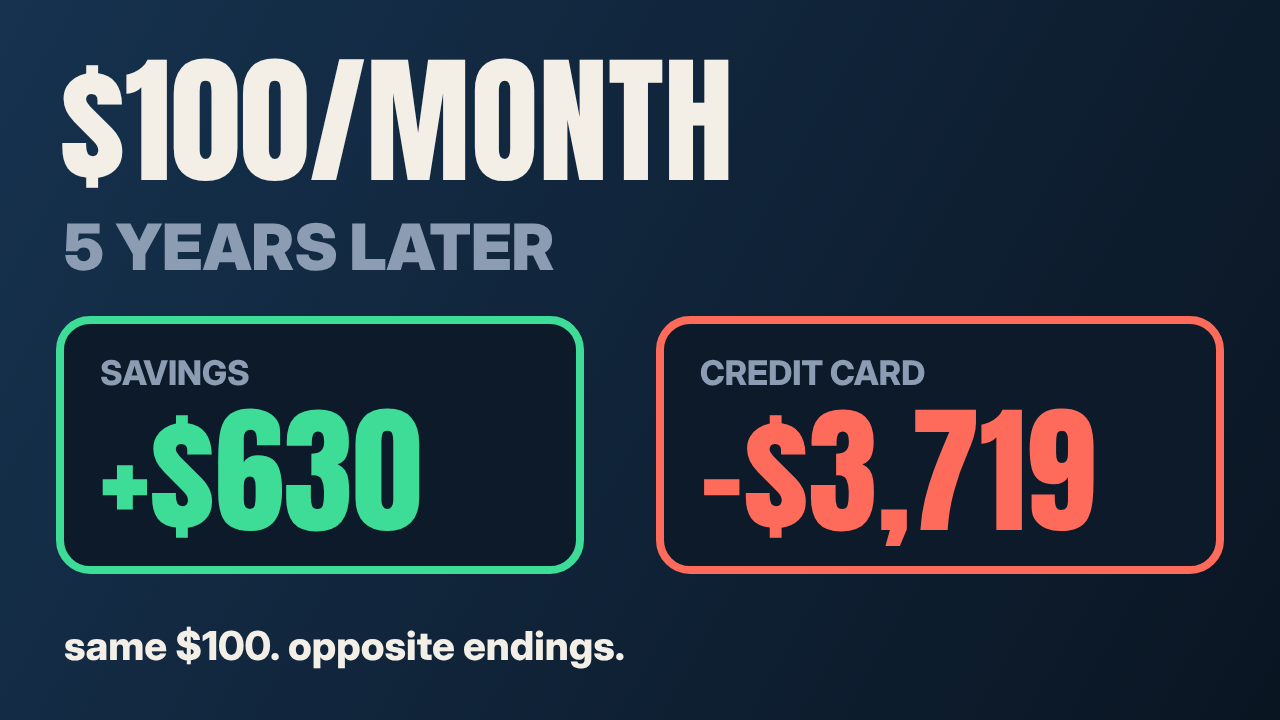 $100/MONTH
5 YEARS LATER
SAVINGS
+$630
CREDIT CARD
-$3,719
same $100. opposite endings.